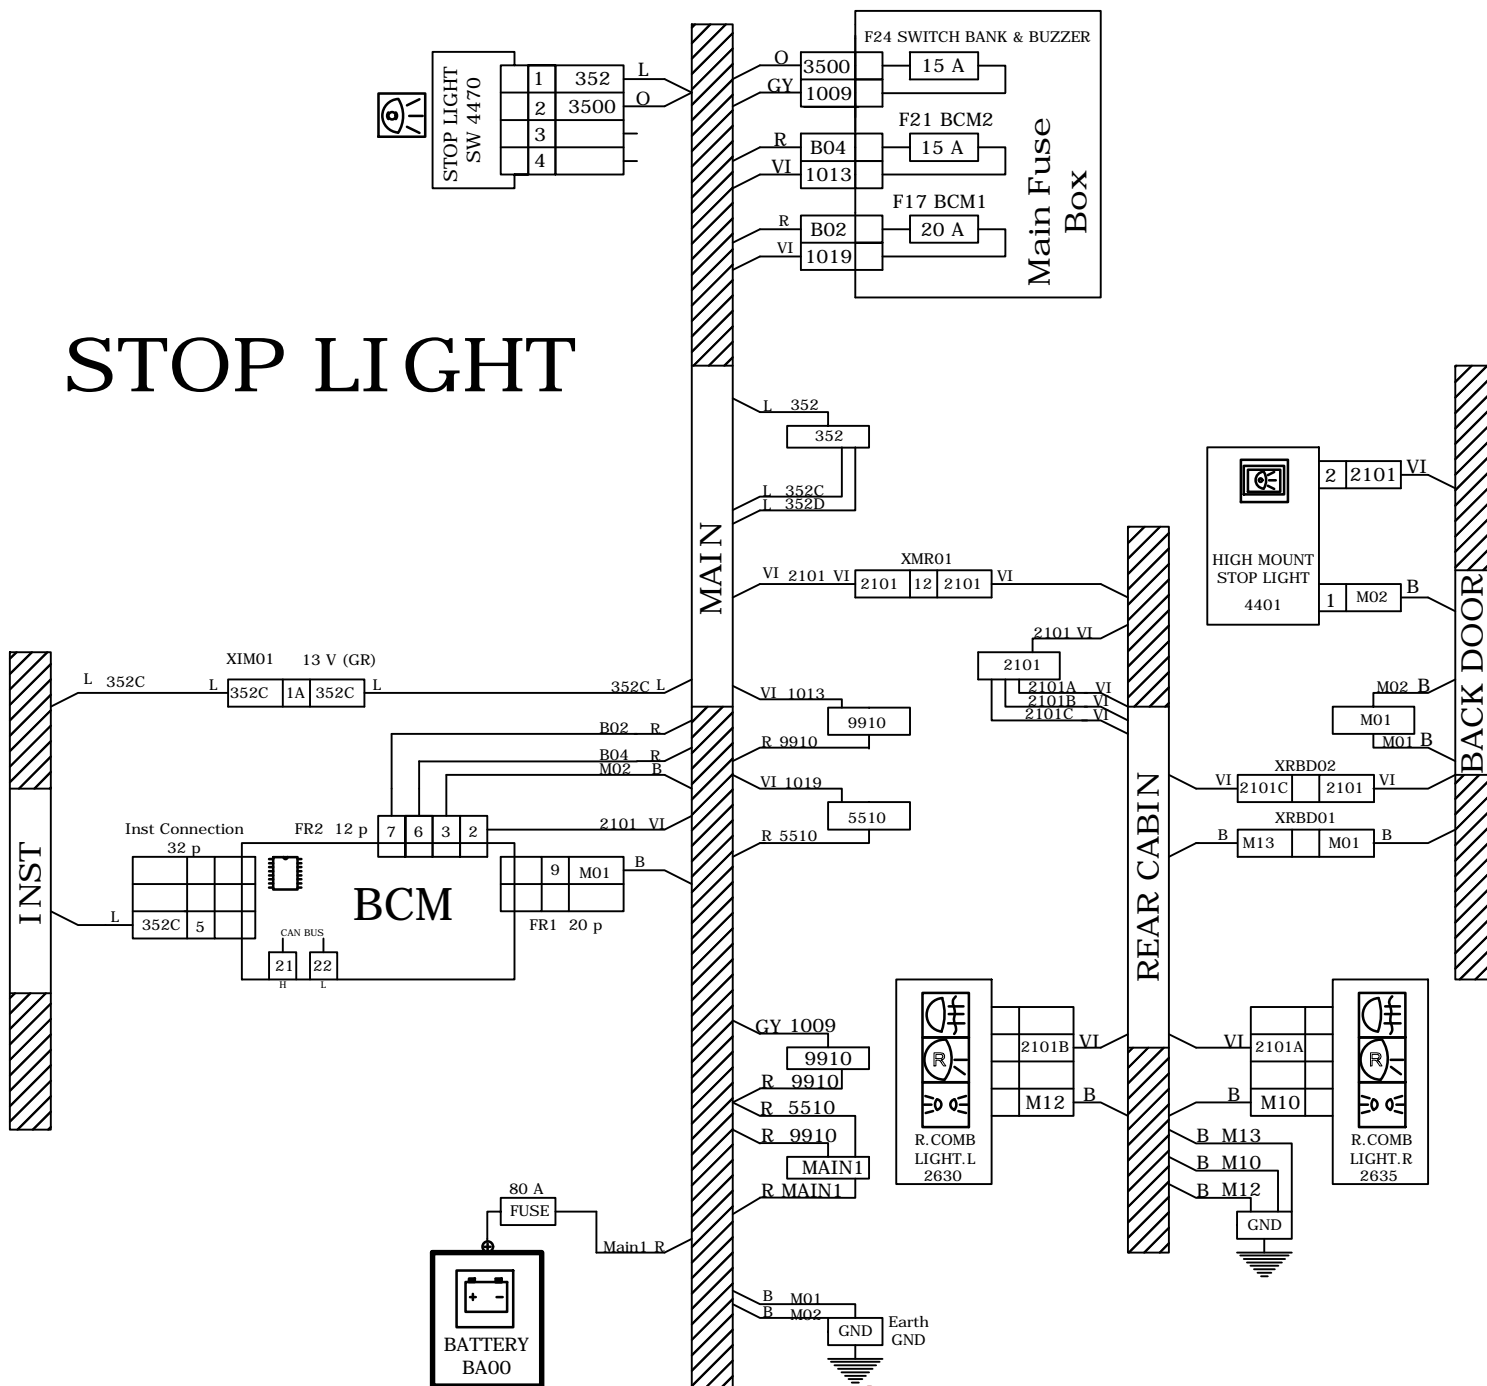 STOP LIGHT
STOP LIGHT
SW 4470
1 352 L
2 3500 O
3
4
F24 SWITCH BANK & BUZZER
O 3500 15 A
GY 1009
F21 BCM2
R B04 15 A
VI 1013
F17 BCM1
R B02 20 A
VI 1019
Main Fuse
Box
MAIN
L 352
352
L 352C
L 352D
XMR01
VI 2101 VI 2101 12 2101 VI
2101 VI
2101
2101A VI
2101B VI
2101C VI
HIGH MOUNT
STOP LIGHT
4401
2 2101 VI
1 M02 B
BACK DOOR
M02 B
M01
M01 B
XRBD02
VI 2101C 2101 VI
XRBD01
B M13 M01 B
REAR CABIN
INST
XIM01 13 V (GR)
L 352C L 352C 1A 352C L 352C L
B02 R
B04 R
M02 B
2101 VI
FR2 12 p
7 6 3 2
Inst Connection
32 p
L 352C 5
BCM
CAN BUS
21 22
H L
9 M01 B
FR1 20 p
VI 1013
9910
R 9910
VI 1019
5510
R 5510
GY 1009
9910
R 9910
R 5510
R 9910
MAIN1
R MAIN1
80 A
FUSE
Main1 R
+ -
BATTERY
BA00
B M01
B M02
GND
Earth
GND
R
R.COMB
LIGHT.L
2630
2101B VI
M12 B
VI 2101A
B M10
R
R.COMB
LIGHT.R
2635
B M13
B M10
B M12
GND